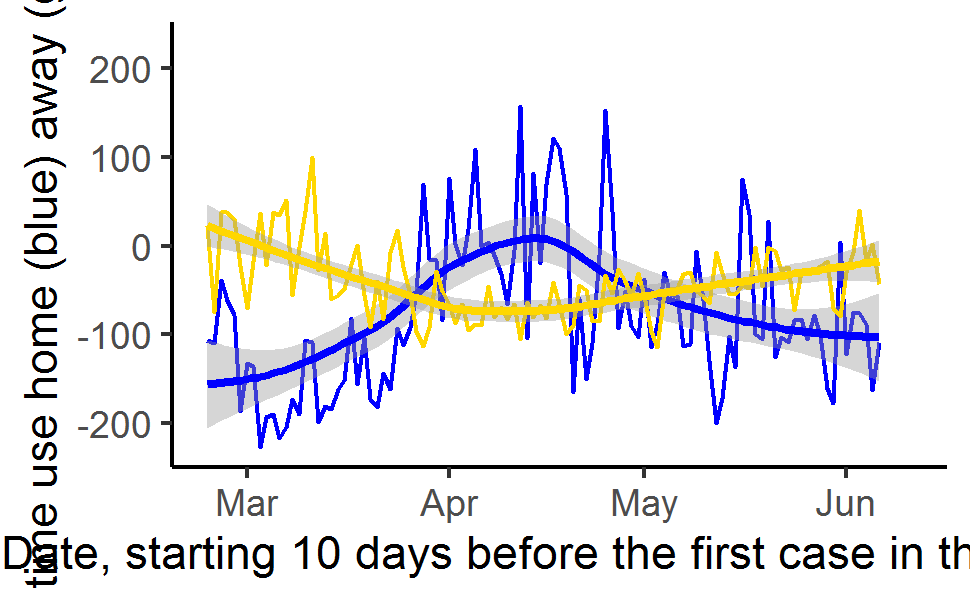 time use home (blue) away (
200
100
0
-100
-200
Mar Apr May Jun
Date, starting 10 days before the first case in th